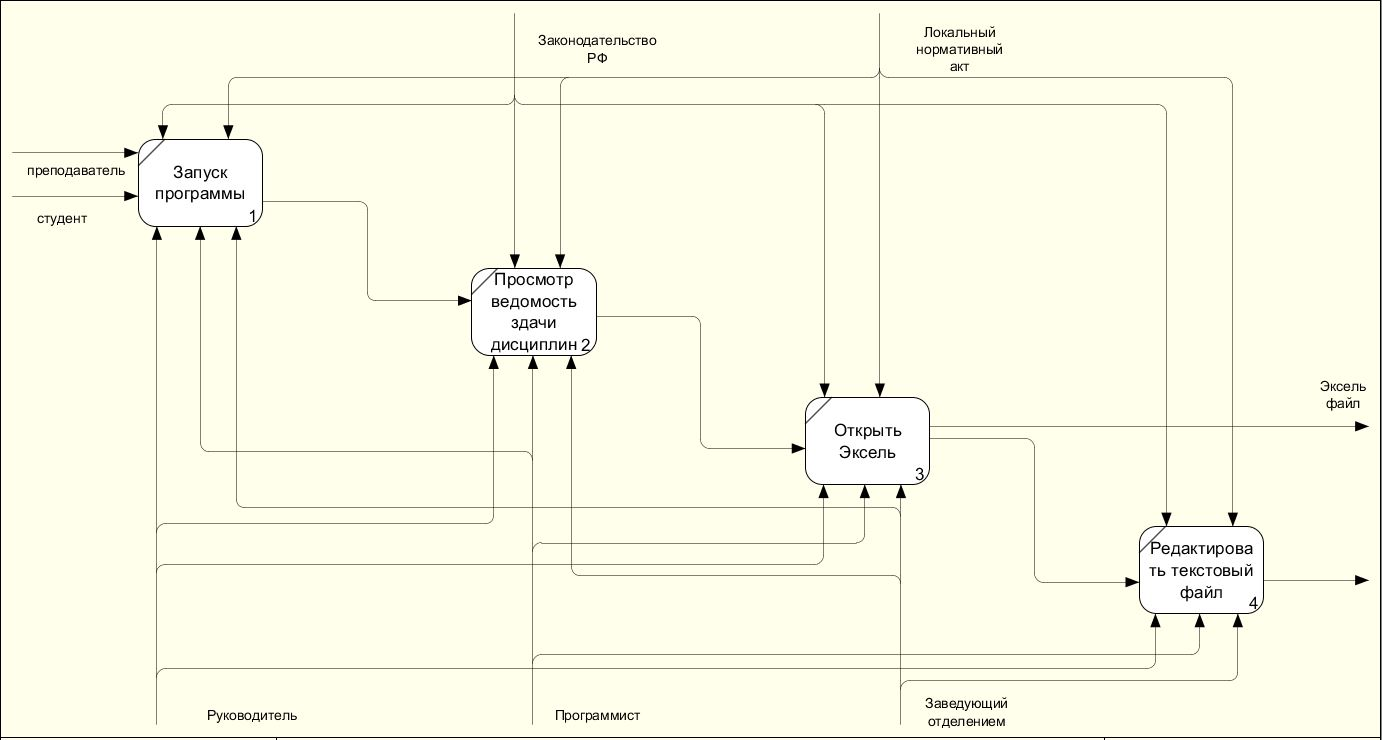 Законодательство
РФ
Локальный
нормативный
акт
преподаватель
студент
Запуск
программы
1
Просмотр
ведомость
здачи
дисциплин 2
Эксель
файл
Открыть
Эксель
3
Редактирова
ть текстовый
файл
4
Руководитель
Программист
Заведующий
отделением